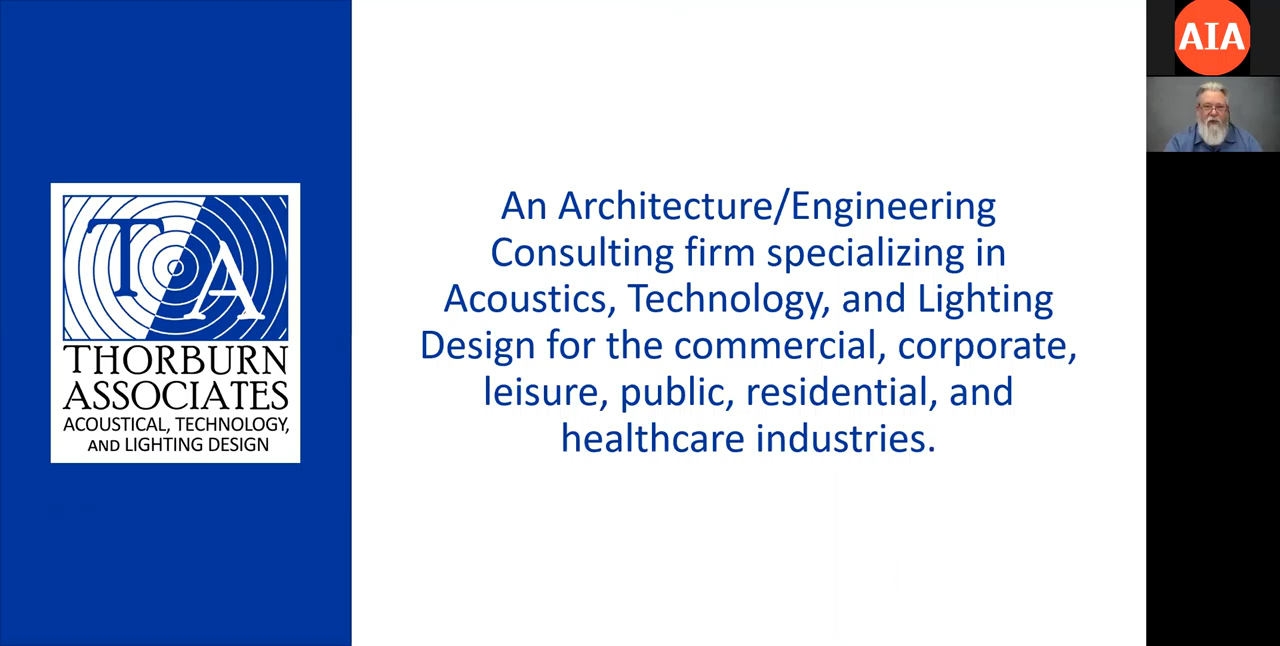 T A
THORBURN
ASSOCIATES
ACOUSTICAL, TECHNOLOGY,
AND LIGHTING DESIGN
An Architecture/Engineering
Consulting firm specializing in
Acoustics, Technology, and Lighting
Design for the commercial, corporate,
leisure, public, residential, and
healthcare industries.
AIA